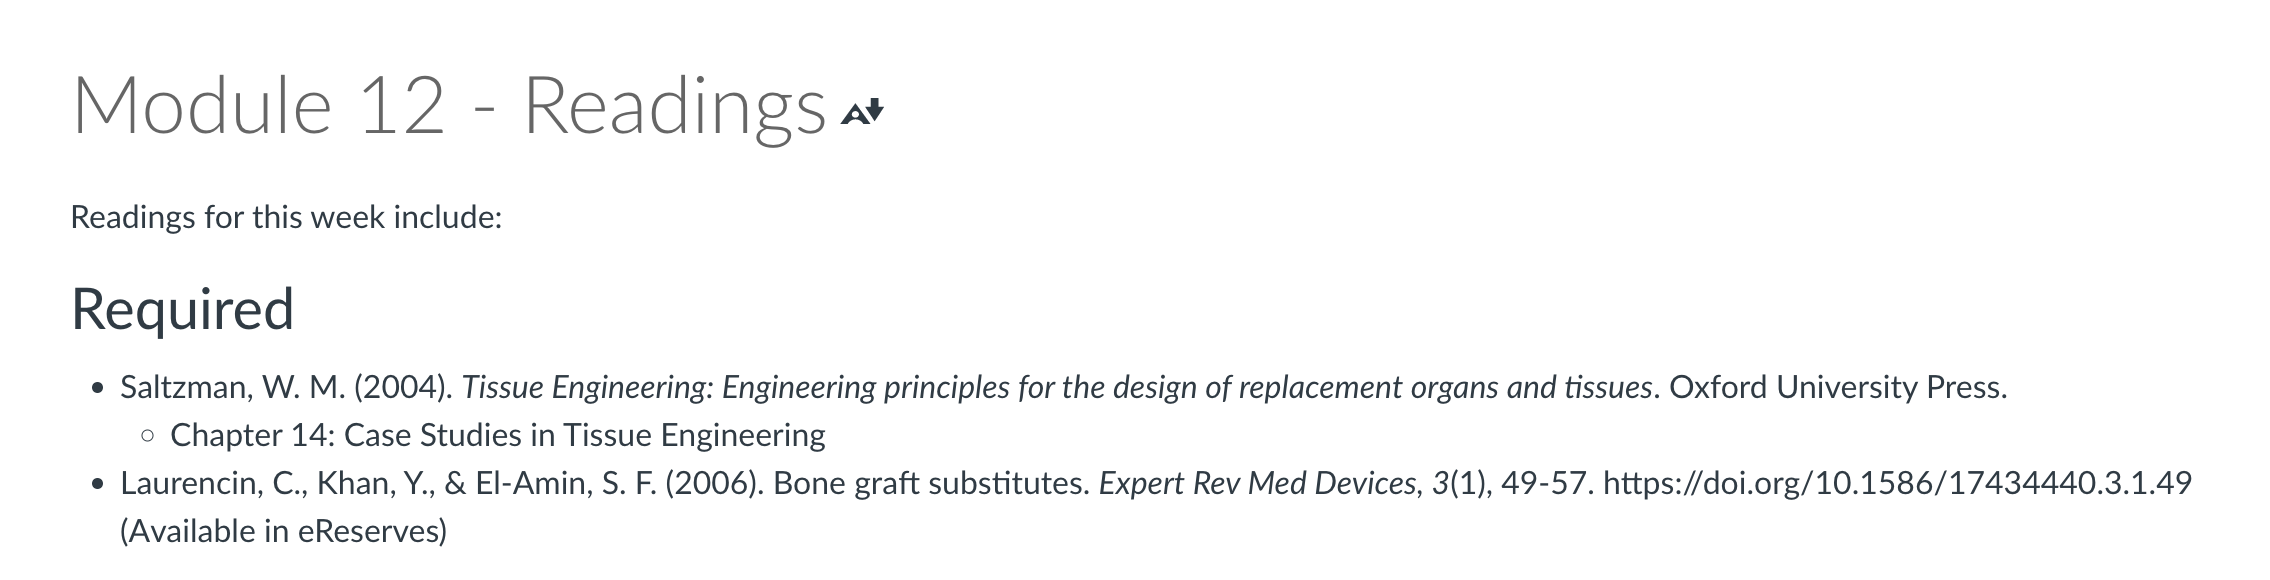 Module 12 - Readings
Readings for this week include:
Required
Saltzman, W. M. (2004). Tissue Engineering: Engineering principles for the design of replacement organs and tissues. Oxford University Press.
Chapter 14: Case Studies in Tissue Engineering
Laurencin, C., Khan, Y., & El-Amin, S. F. (2006). Bone graft substitutes. Expert Rev Med Devices, 3(1), 49-57. https://doi.org/10.1586/17434440.3.1.49
(Available in eReserves)